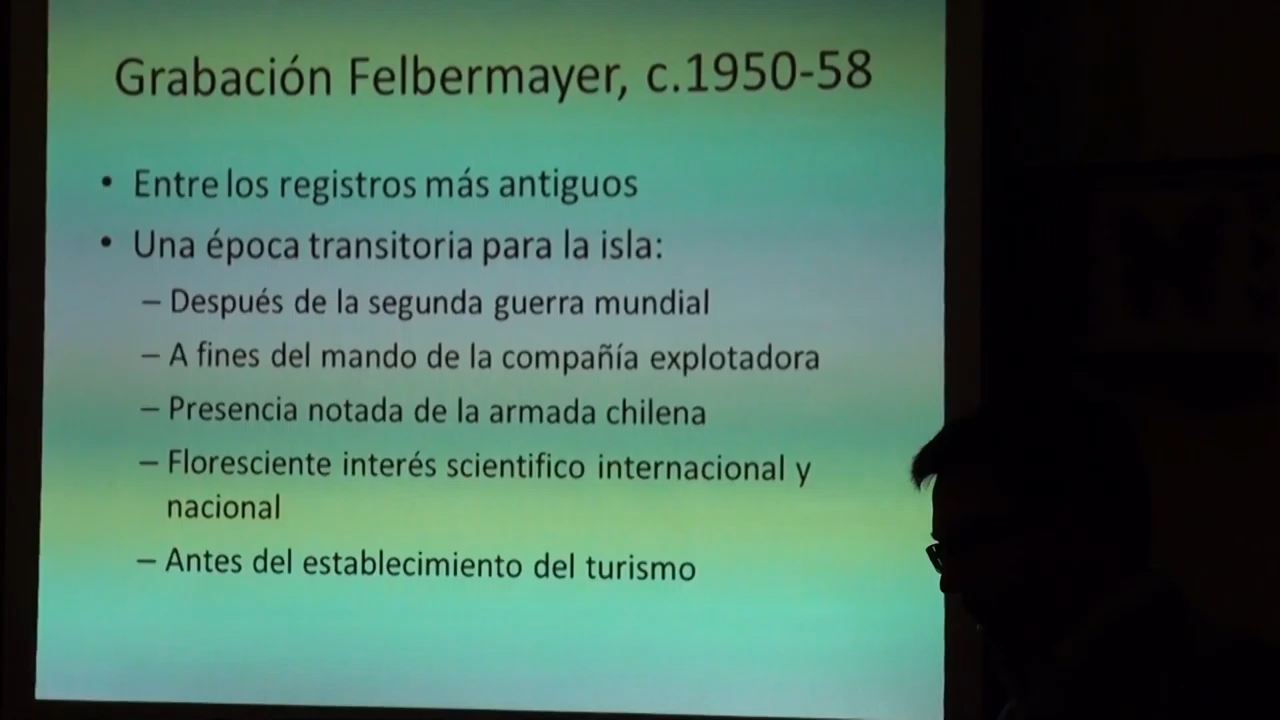 Grabación Felbermayer, c.1950-58
• Entre los registros más antiguos
• Una época transitoria para la isla:
– Después de la segunda guerra mundial
– A fines del mando de la compañía explotadora
– Presencia notada de la armada chilena
– Floresciente interés scientifico internacional y
nacional
– Antes del establecimiento del turismo